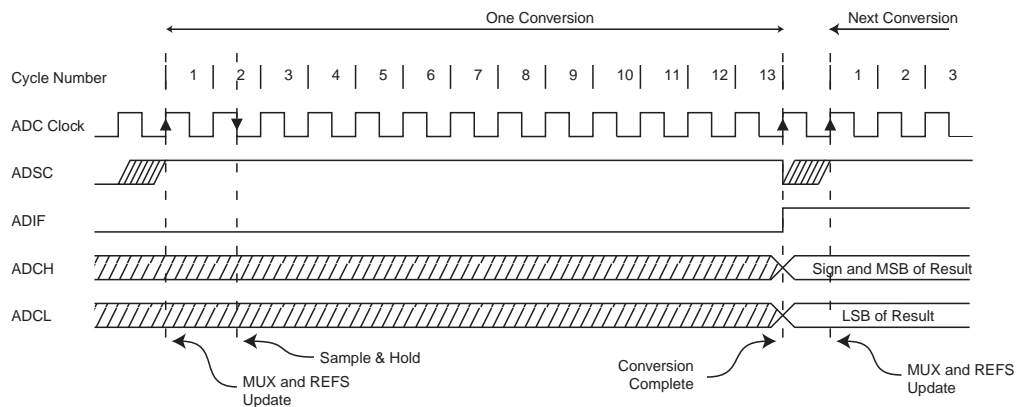 One Conversion
Next Conversion
Cycle Number 1 2 3 4 5 6 7 8 9 10 11 12 13 1 2 3
ADC Clock
ADSC
ADIF
ADCH
Sign and MSB of Result
ADCL
LSB of Result
MUX and REFS
Update
Sample & Hold
Conversion
Complete
MUX and REFS
Update